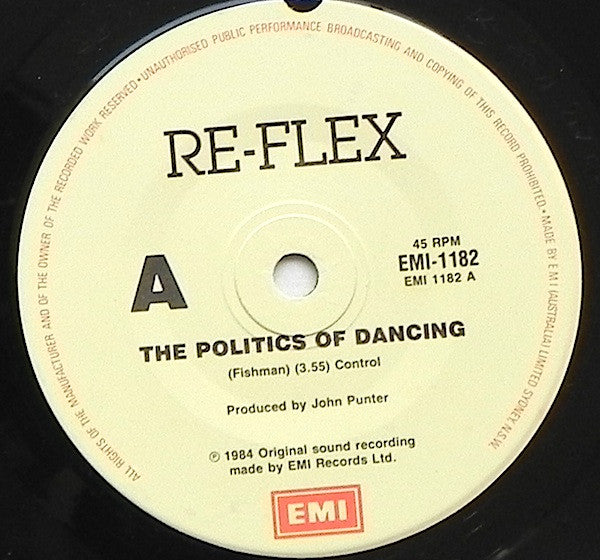 ALL RIGHTS OF THE MANUFACTURER AND OF THE OWNER OF THE RECORDED WORK RESERVED • UNAUTHORISED PUBLIC PERFORMANCE BROADCASTING AND COPYING OF THIS RECORD PROHIBITED. • MADE BY E M I (AUSTRALIA) LIMITED SYDNEY N.S.W.
RE-FLEX
A
45 RPM
EMI-1182
EMI 1182 A
THE POLITICS OF DANCING
(Fishman) (3.55) Control
Produced by John Punter
℗ 1984 Original sound recording
made by EMI Records Ltd.
EMI